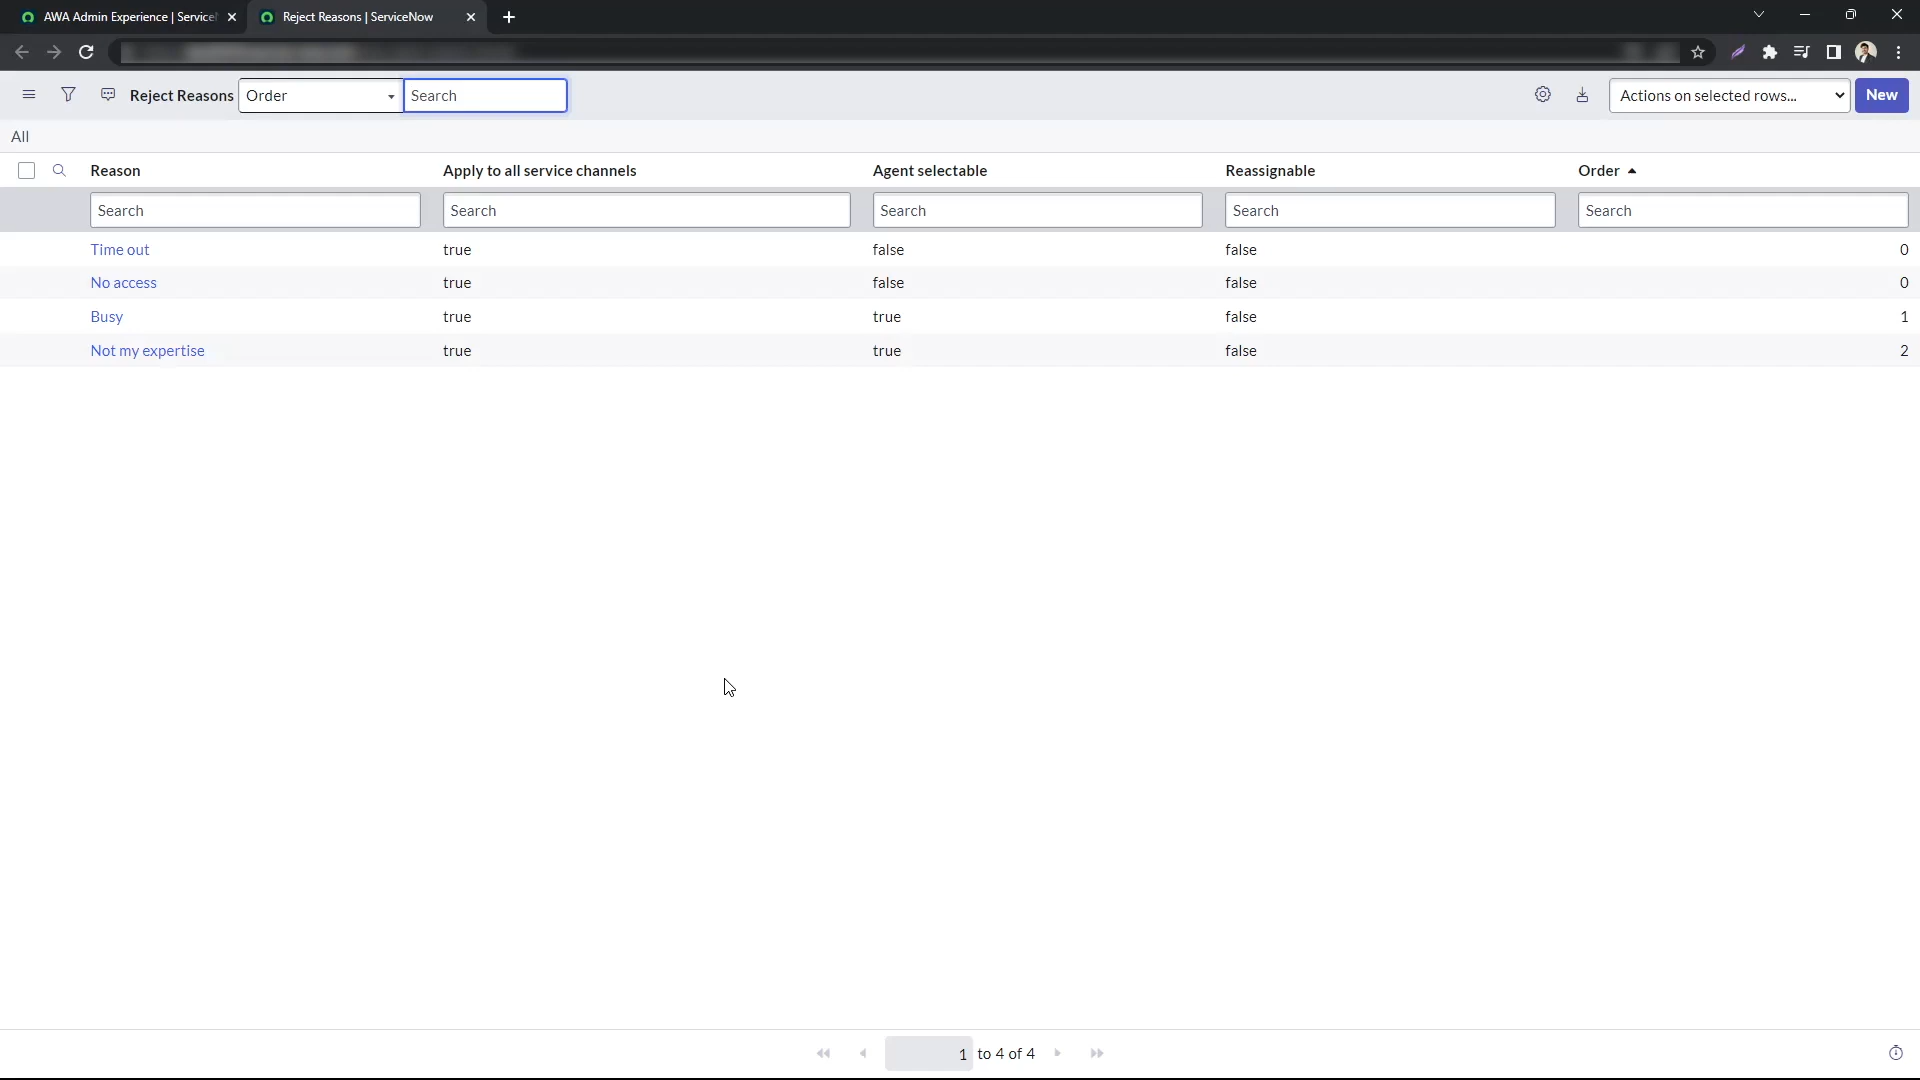 AWA Admin Experience | Service
Reject Reasons | ServiceNow
Reject Reasons
Order
Search
Actions on selected rows...
New
All
Reason Apply to all service channels Agent selectable Reassignable Order
Search Search Search Search Search
Time out true false false 0
No access true false false 0
Busy true true false 1
Not my expertise true true false 2
1 to 4 of 4